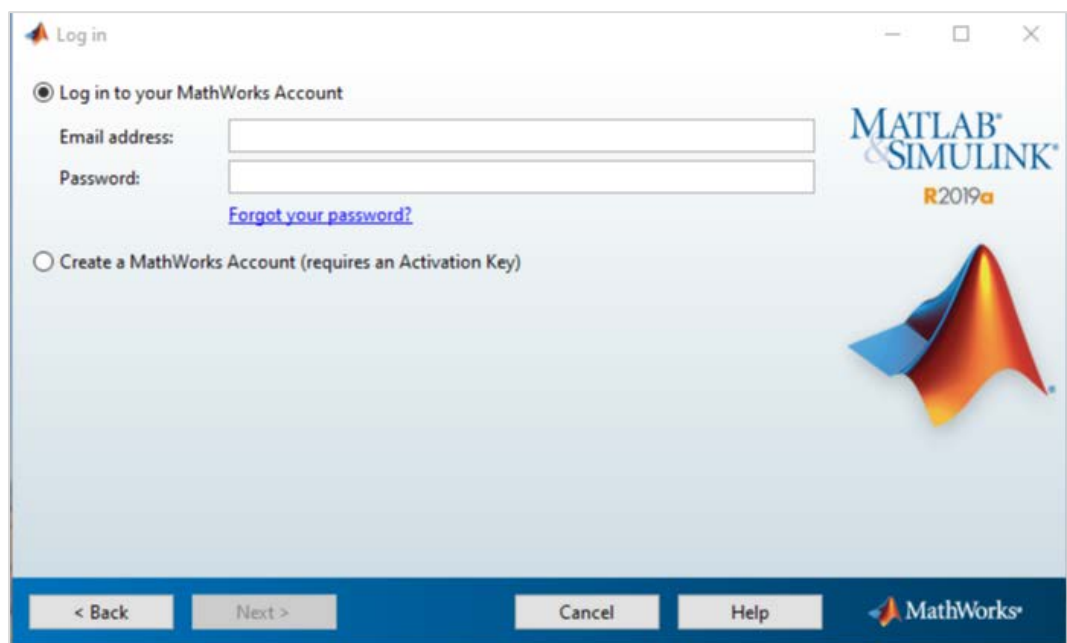 Log in
Log in to your MathWorks Account
Email address:
Password:
Forgot your password?
Create a MathWorks Account (requires an Activation Key)
MATLAB®
&SIMULINK®
R2019a
< Back
Next >
Cancel
Help
MathWorks®